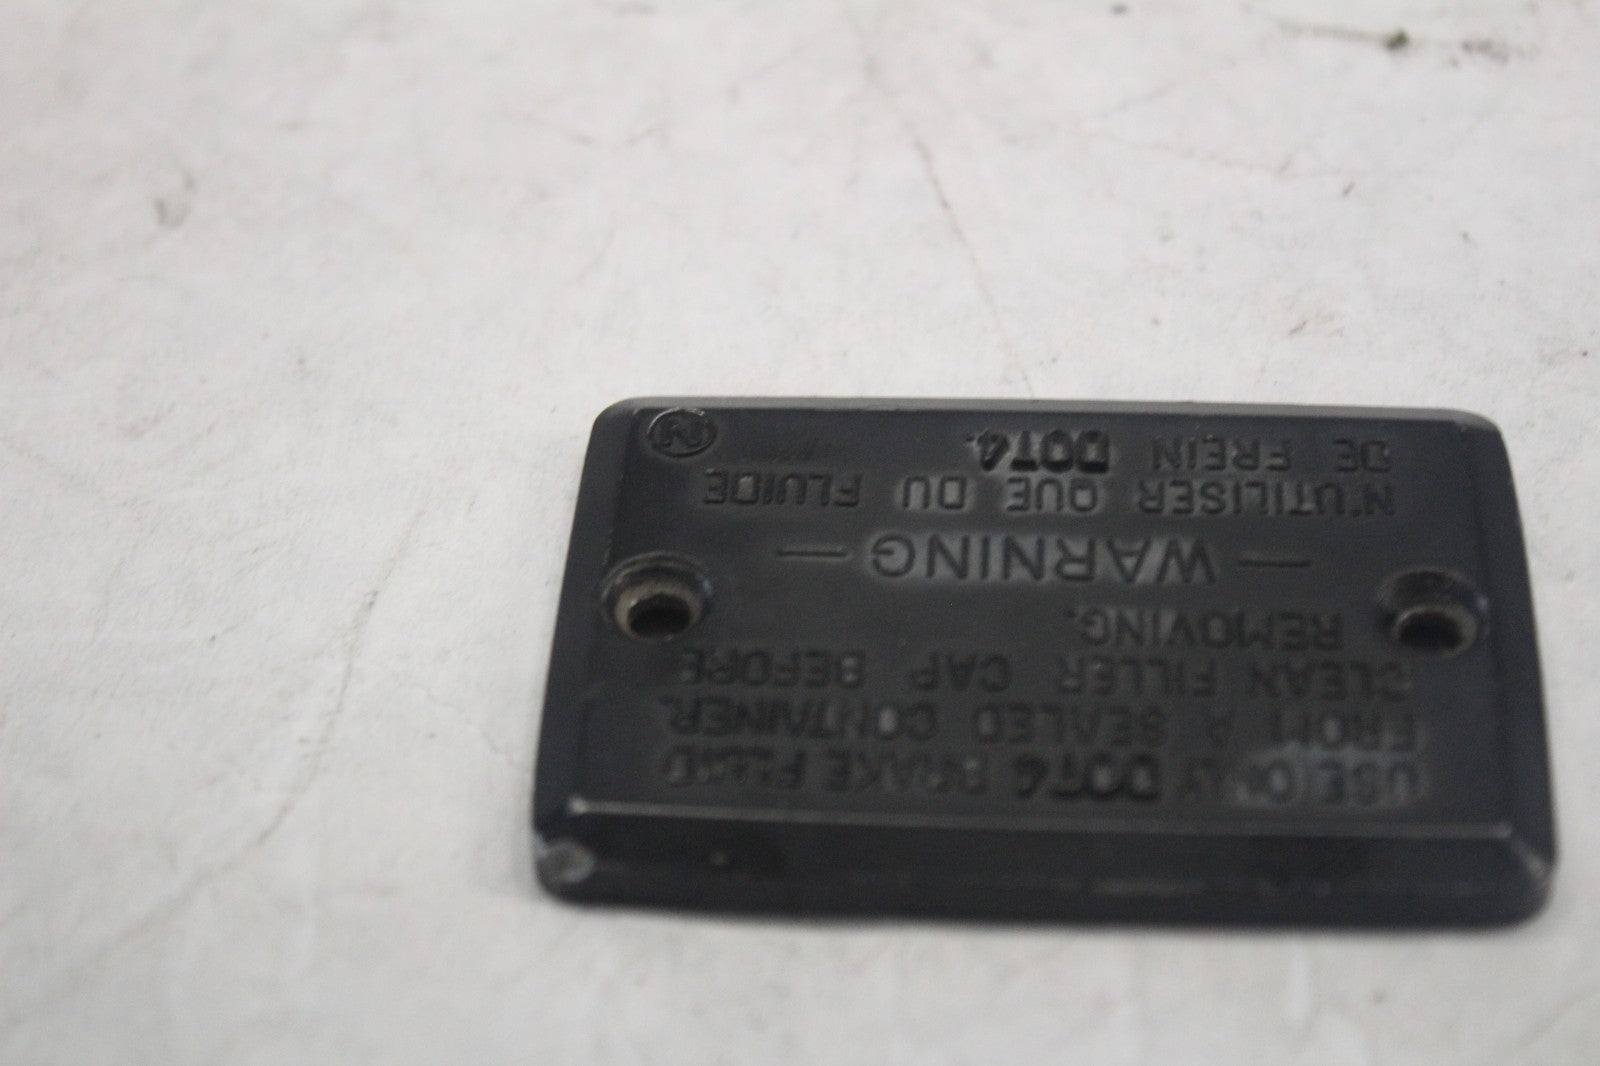 USE ONLY DOT4 BRAKE FLUID
FROM A SEALED CONTAINER.
CLEAN FILLER CAP BEFORE
REMOVING.
— WARNING —
N'UTILISER QUE DU FLUIDE
DE FREIN DOT4.
N